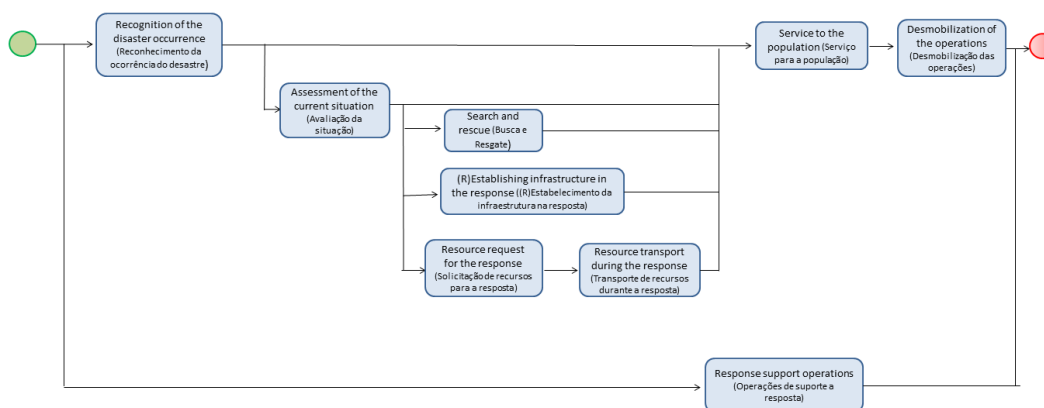 Recognition of the
disaster occurrence
(Reconhecimento da
ocorrência do desastre)
Service to the
population (Serviço
para a população)
Desmobilization of
the operations
(Desmobilização das
operações)
Assessment of the
current situation
(Avaliação da
situação)
Search and
rescue (Busca e
Resgate)
(R)Establishing infrastructure in
the response ((R)Estabelecimento da
infraestrutura na resposta)
Resource request
for the response
(Solicitação de recursos
para a resposta)
Resource transport
during the response
(Transporte de recursos
durante a resposta)
Response support operations
(Operações de suporte a
resposta)